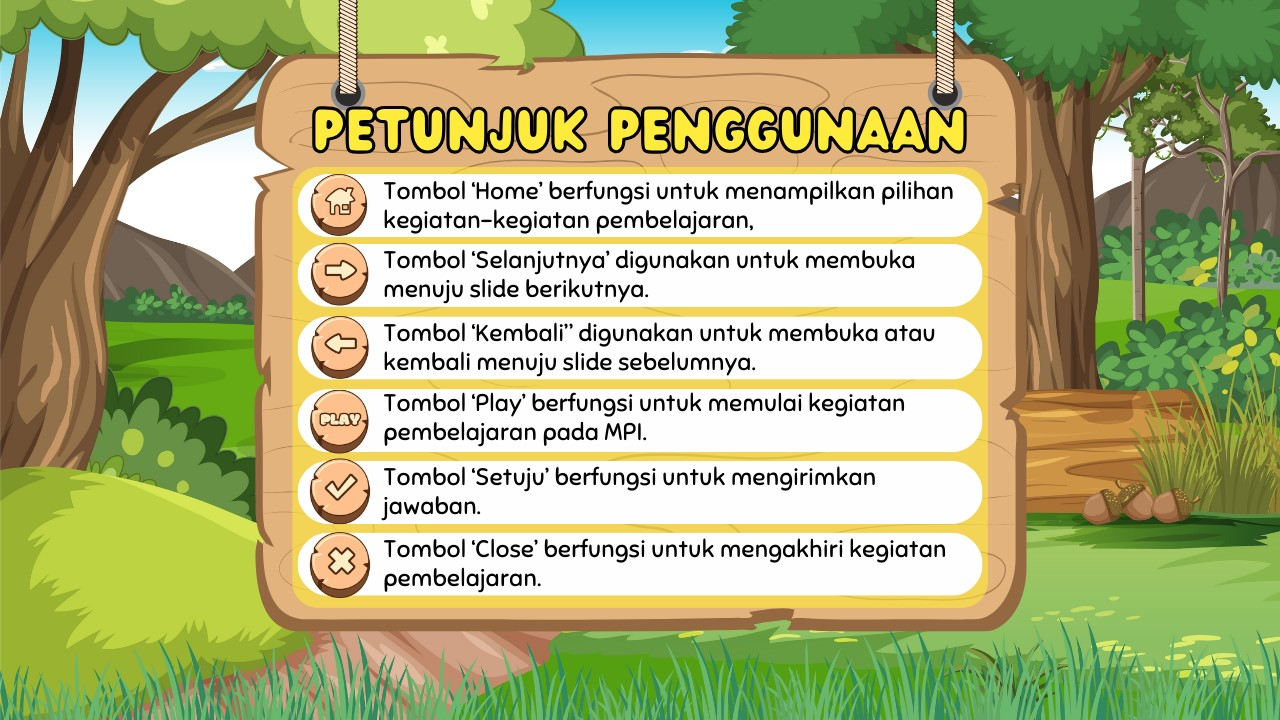 PETUNJUK PENGGUNAAN
Tombol ‘Home’ berfungsi untuk menampilkan pilihan
kegiatan-kegiatan pembelajaran,
Tombol ‘Selanjutnya’ digunakan untuk membuka
menuju slide berikutnya.
Tombol ‘Kembali” digunakan untuk membuka atau
kembali menuju slide sebelumnya.
PLAY
Tombol ‘Play’ berfungsi untuk memulai kegiatan
pembelajaran pada MPI.
Tombol ‘Setuju’ berfungsi untuk mengirimkan
jawaban.
Tombol ‘Close’ berfungsi untuk mengakhiri kegiatan
pembelajaran.